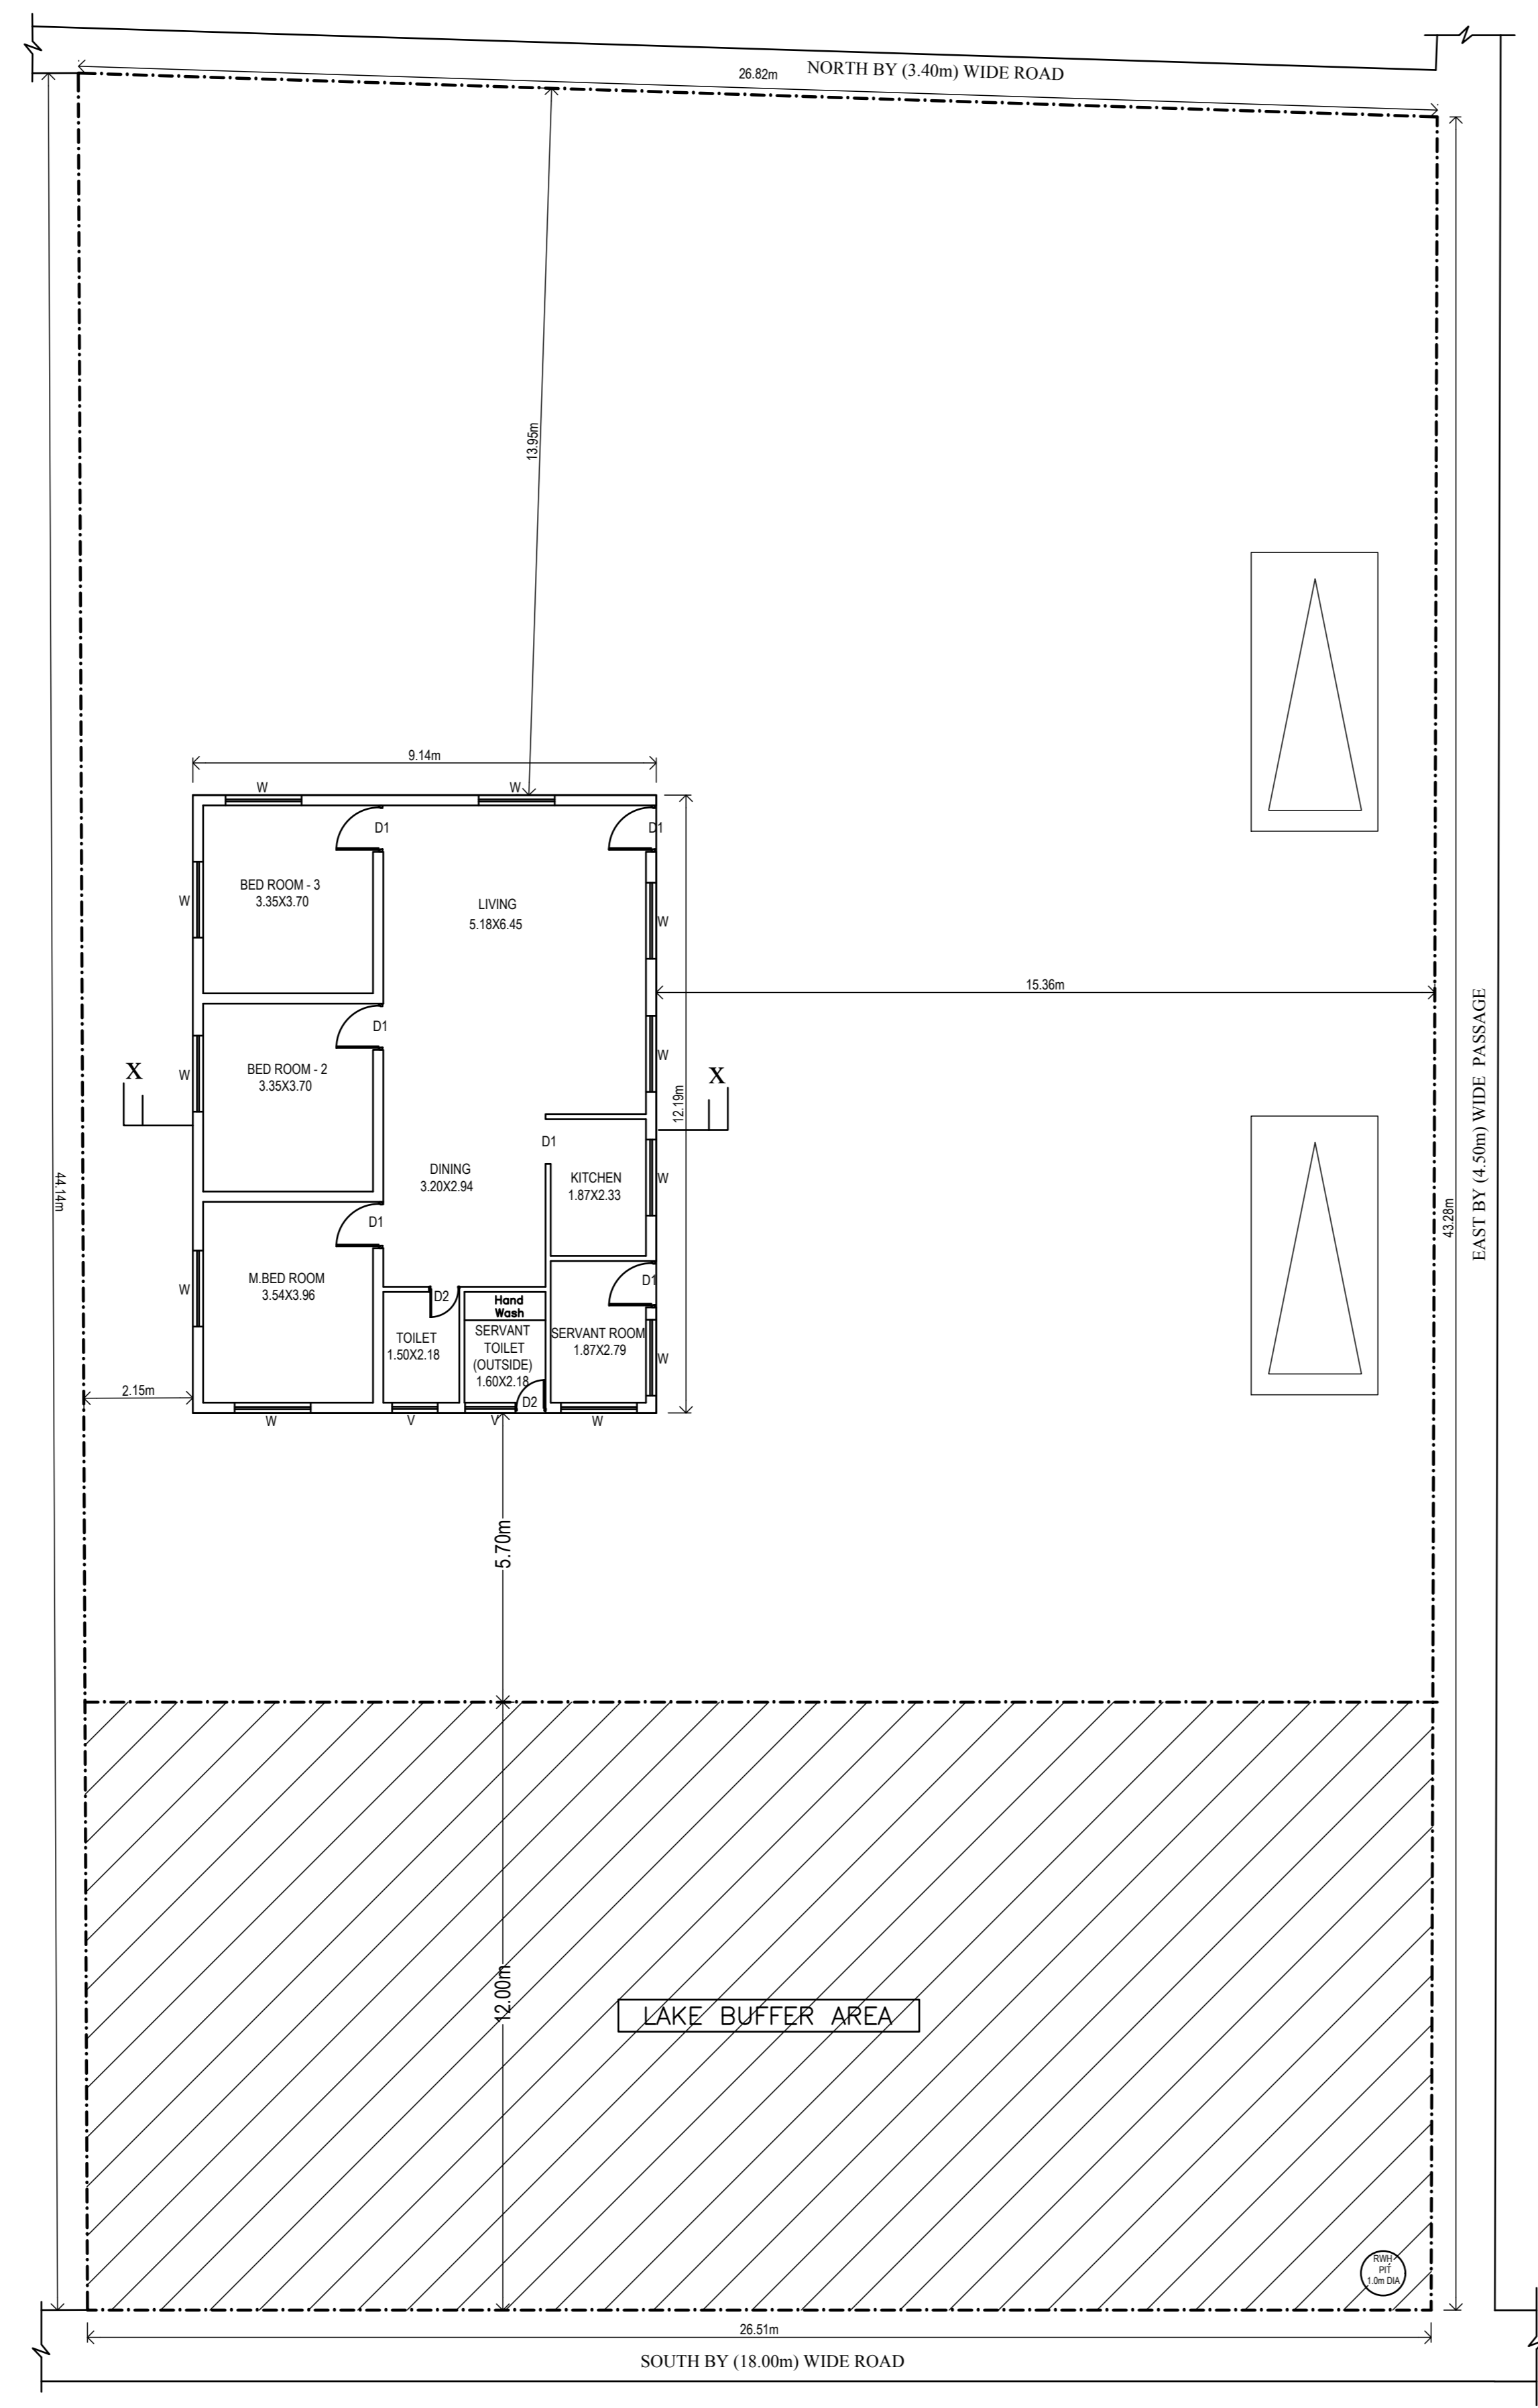 26.82m
NORTH BY (3.40m) WIDE ROAD
13.95m
9.14m
W
W
D1
D1
BED ROOM - 3
3.35X3.70
W
LIVING
5.18X6.45
W
15.36m
EAST BY (4.50m) WIDE PASSAGE
D1
W
BED ROOM - 2
3.35X3.70
W
X
X
12.19m
D1
DINING
3.20X2.94
KITCHEN
1.87X2.33
W
44.14m
43.28m
D1
M.BED ROOM
3.54X3.96
W
D2
Hand
Wash
D1
TOILET
1.50X2.18
SERVANT
TOILET
(OUTSIDE)
1.60X2.18
SERVANT ROOM
1.87X2.79
W
D2
2.15m
W
V
V
W
5.70m
12.00m
LAKE BUFFER AREA
RWH
PIT
1.0m DIA
26.51m
SOUTH BY (18.00m) WIDE ROAD